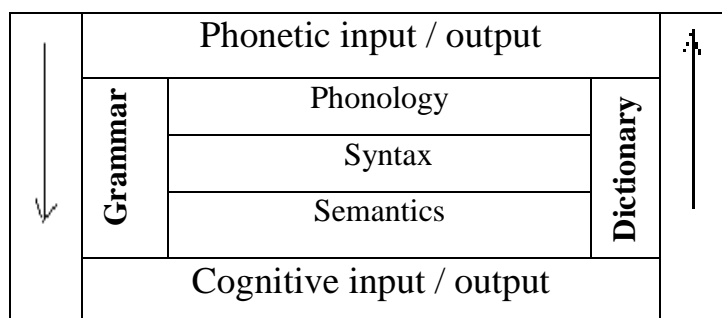 Phonetic input / output
Grammar
Phonology
Syntax
Semantics
Dictionary
Cognitive input / output